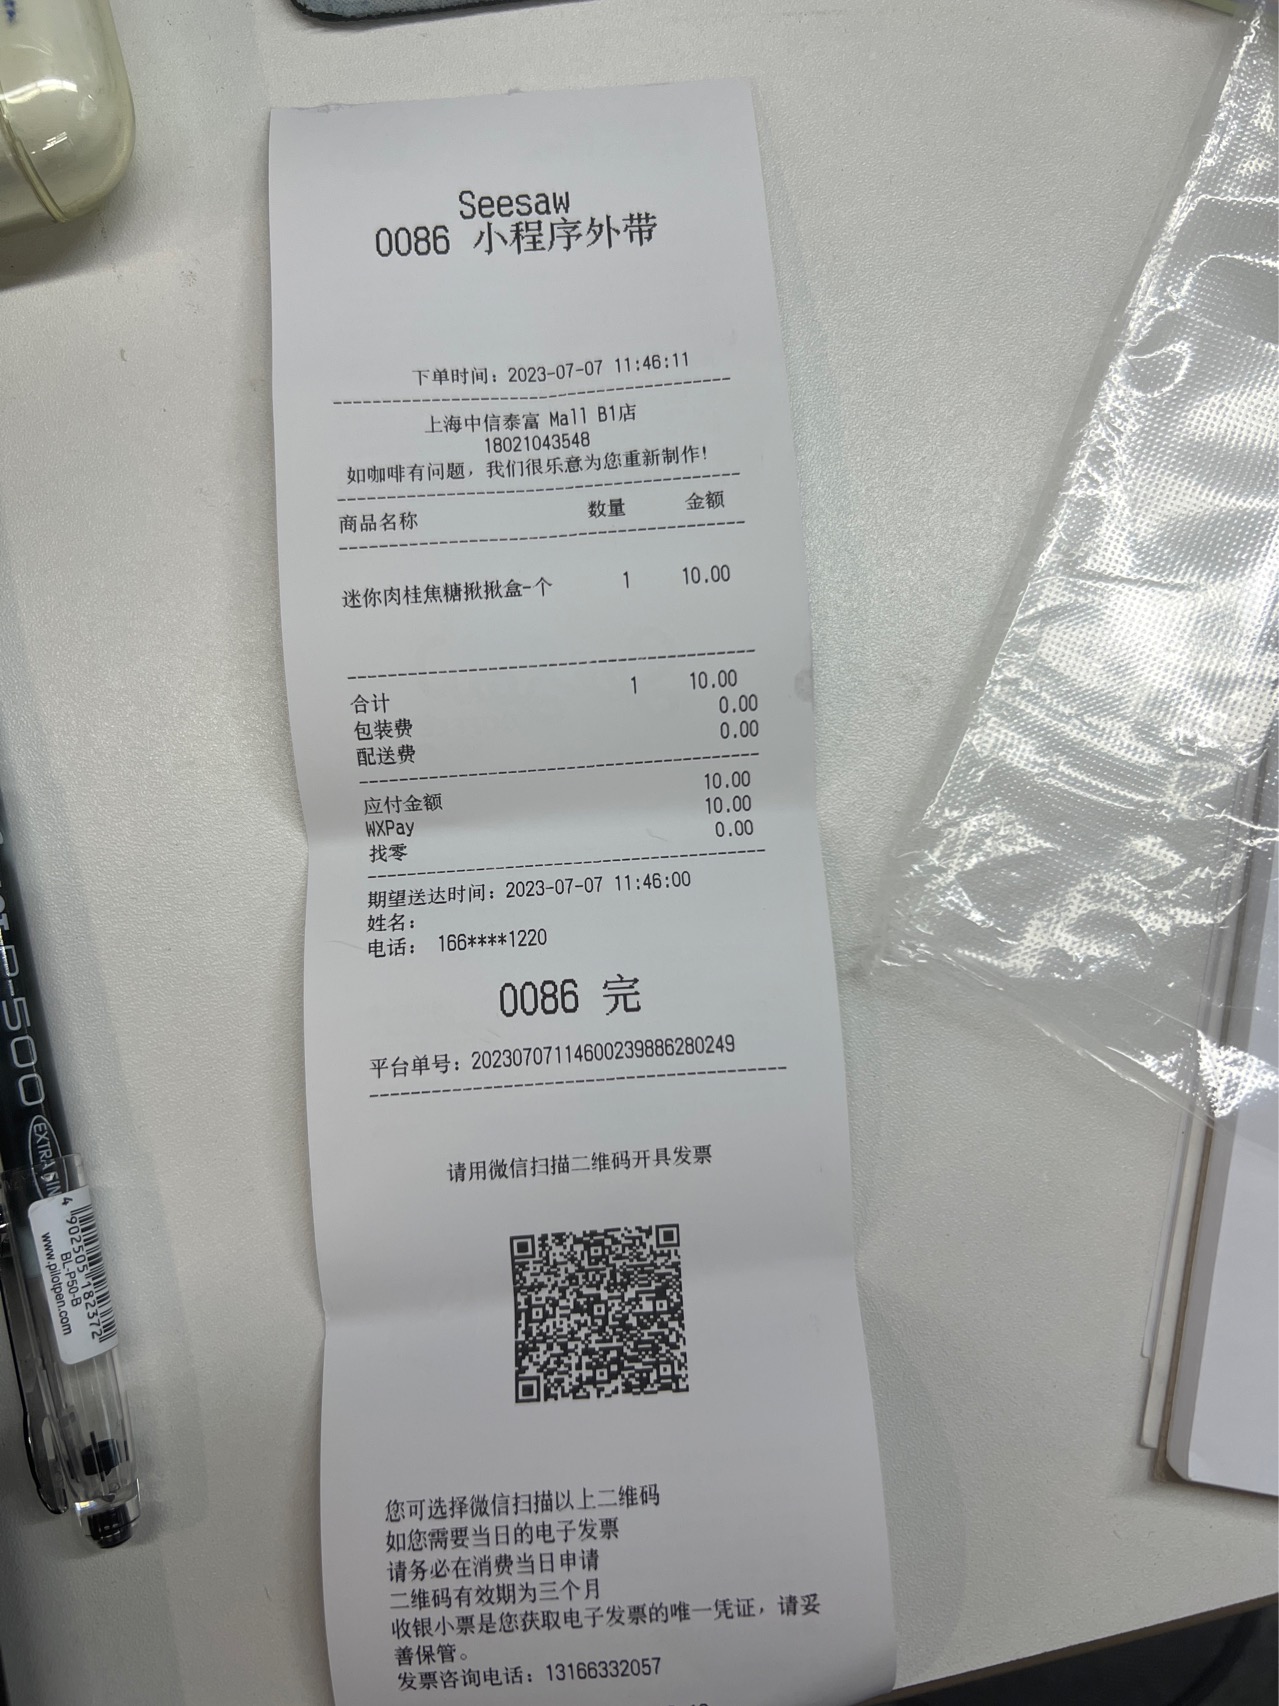 Seesaw
0086 小程序外带
下单时间：2023-07-07 11:46:11
上海中信泰富 Mall B1店
18021043548
如咖啡有问题，我们很乐意为您重新制作！
商品名称 数量 金额
迷你肉桂焦糖揪揪盒-个 1 10.00
合计 1 10.00
包装费 0.00
配送费 0.00
应付金额 10.00
WXPay 10.00
找零 0.00
期望送达时间：2023-07-07 11:46:00
姓名：
电话： 166****1220
0086 完
平台单号：20230707114600239886280249
请用微信扫描二维码开具发票
您可选择微信扫描以上二维码
如您需要当日的电子发票
请务必在消费当日申请
二维码有效期为三个月
收银小票是您获取电子发票的唯一凭证，请妥
善保管。
发票咨询电话：13166332057
P-500
EXTRA
4 902505 182372
BL-P50-B
www.pilotpen.com